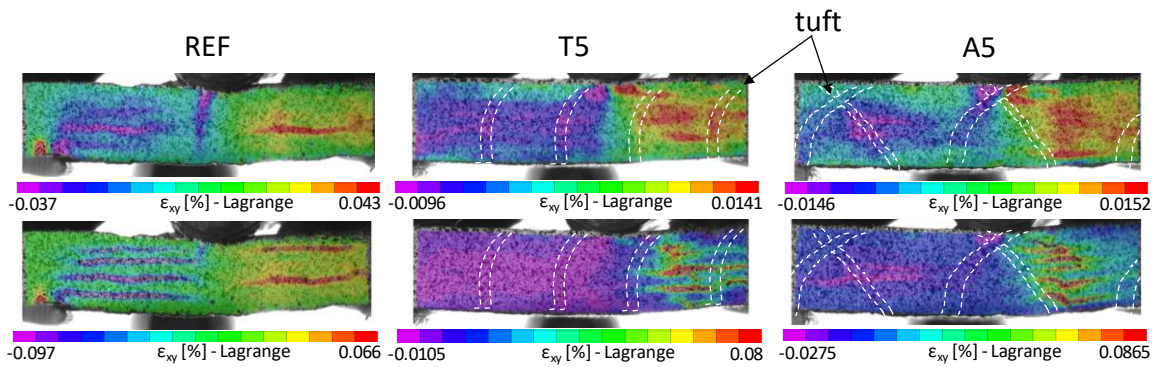 tuft
REF T5 A5
-0.037 εxy [%] - Lagrange 0.043 -0.0096 εxy [%] - Lagrange 0.0141 -0.0146 εxy [%] - Lagrange 0.0152
-0.097 εxy [%] - Lagrange 0.066 -0.0105 εxy [%] - Lagrange 0.08 -0.0275 εxy [%] - Lagrange 0.0865